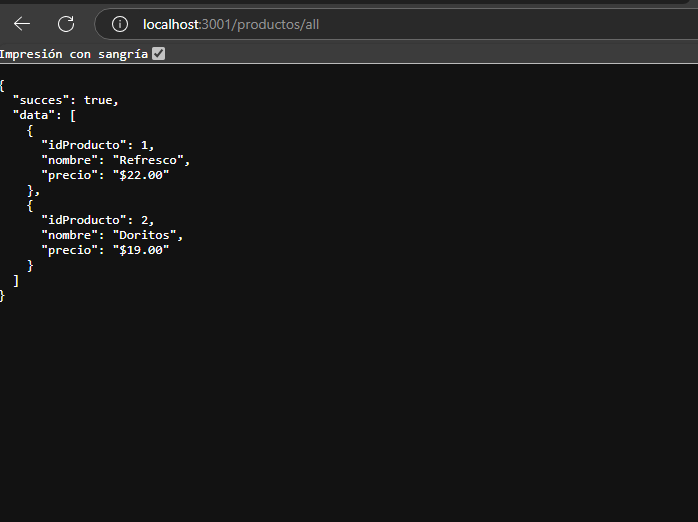 localhost:3001/productos/all
Impresión con sangría
{
  "succes": true,
  "data": [
    {
      "idProducto": 1,
      "nombre": "Refresco",
      "precio": "$22.00"
    },
    {
      "idProducto": 2,
      "nombre": "Doritos",
      "precio": "$19.00"
    }
  ]
}